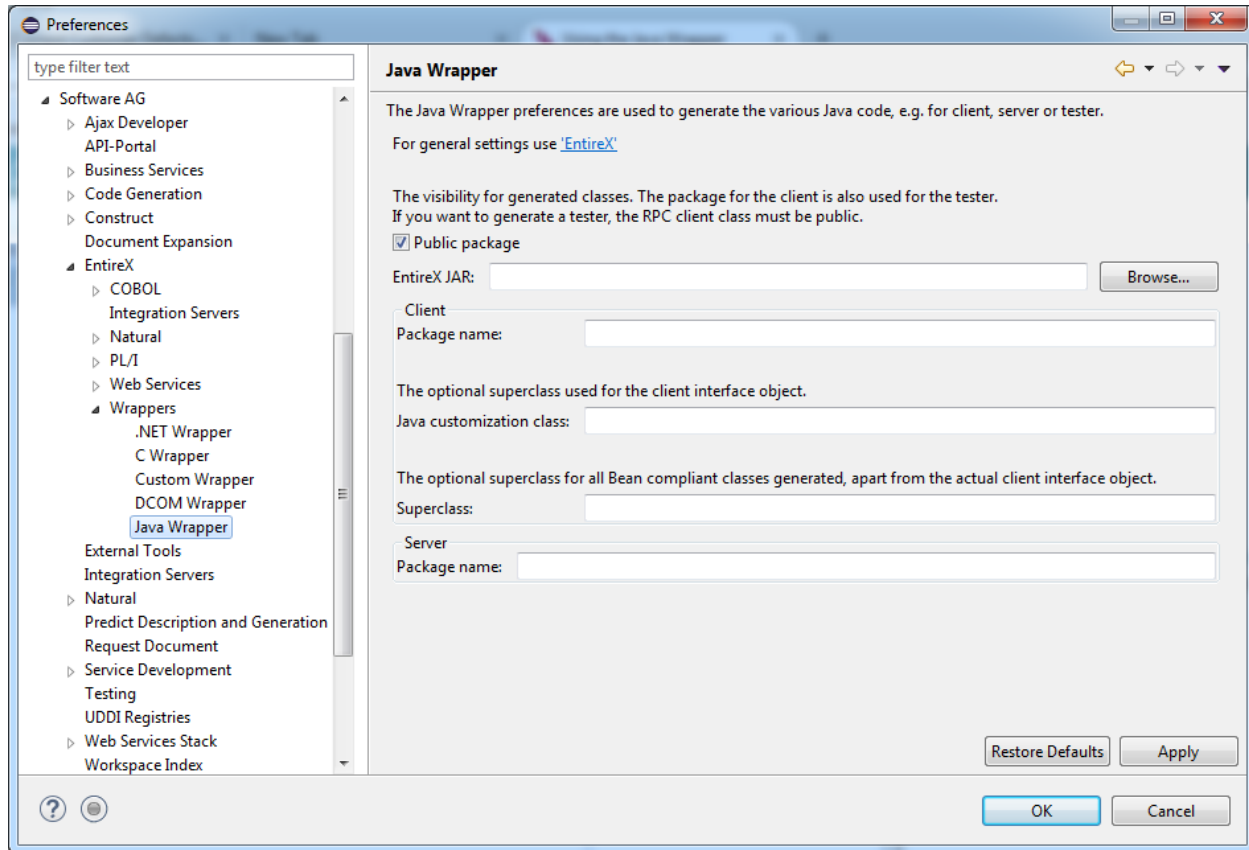 Preferences
type filter text
Software AG
Ajax Developer
API-Portal
Business Services
Code Generation
Construct
Document Expansion
EntireX
COBOL
Integration Servers
Natural
PL/I
Web Services
Wrappers
.NET Wrapper
C Wrapper
Custom Wrapper
DCOM Wrapper
Java Wrapper
External Tools
Integration Servers
Natural
Predict Description and Generation
Request Document
Service Development
Testing
UDDI Registries
Web Services Stack
Workspace Index
Java Wrapper
The Java Wrapper preferences are used to generate the various Java code, e.g. for client, server or tester.
For general settings use 'EntireX'
The visibility for generated classes. The package for the client is also used for the tester.
If you want to generate a tester, the RPC client class must be public.
Public package
EntireX JAR:
Browse...
Client
Package name:
The optional superclass used for the client interface object.
Java customization class:
The optional superclass for all Bean compliant classes generated, apart from the actual client interface object.
Superclass:
Server
Package name:
Restore Defaults
Apply
OK
Cancel